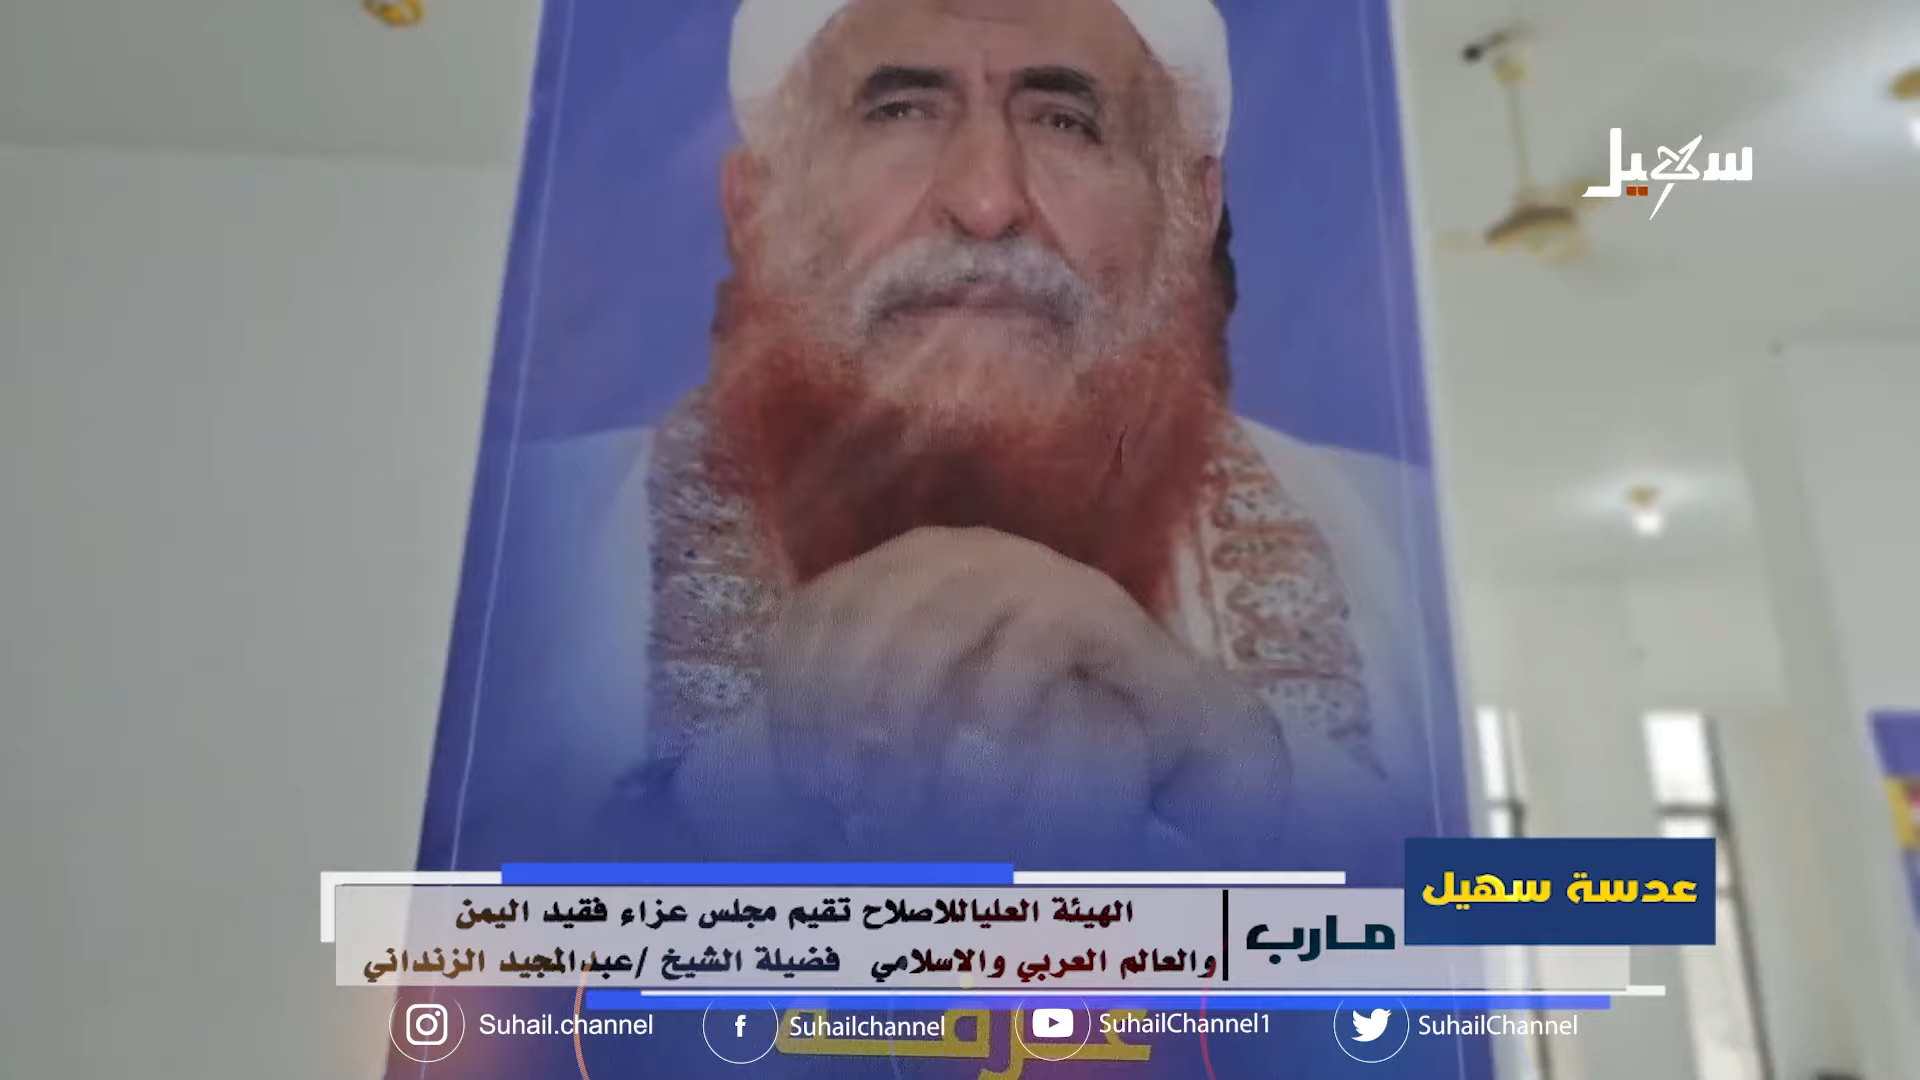 سهيل
عدسة سهيل
مارب
الهيئة العلياللاصلاح تقيم مجلس عزاء فقيد اليمن
والعالم العربي والاسلامي فضيلة الشيخ /عبدالمجيد الزنداني
Suhail.channel
Suhailchannel
SuhailChannel1
SuhailChannel